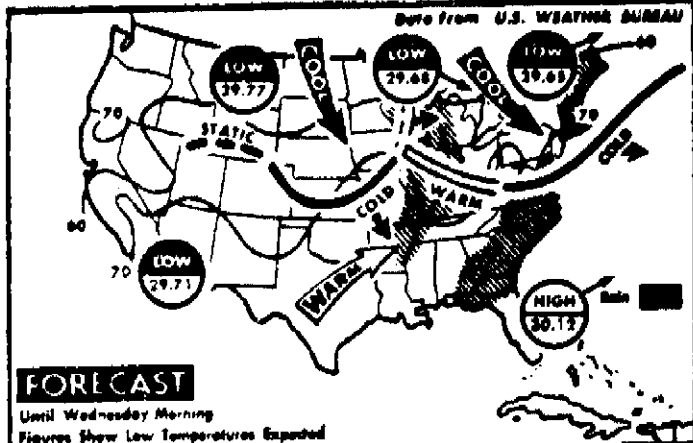 Data from U.S. WEATHER BUREAU
60
LOW
29.77
COOL
LOW
29.68
COOL
LOW
29.65
70
70
STATIC
COLD
WARM
COLD
60
70
LOW
29.71
WARM
HIGH
30.12
Rain
FORECAST
Until Wednesday Morning
Figures Show Low Temperatures Expected